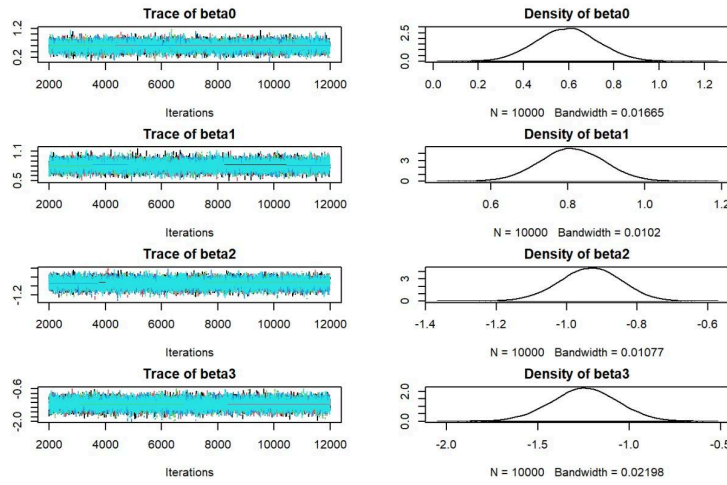 Trace of beta0
Density of beta0
0.2 1.2
0.0 2.5
2000 4000 6000 8000 10000 12000
0.0 0.2 0.4 0.6 0.8 1.0 1.2
Iterations
N = 10000 Bandwidth = 0.01665
Trace of beta1
Density of beta1
0.5 1.1
0 3
2000 4000 6000 8000 10000 12000
0.6 0.8 1.0 1.2
Iterations
N = 10000 Bandwidth = 0.0102
Trace of beta2
Density of beta2
-1.2
0 3
2000 4000 6000 8000 10000 12000
-1.4 -1.2 -1.0 -0.8 -0.6
Iterations
N = 10000 Bandwidth = 0.01077
Trace of beta3
Density of beta3
-2.0 -0.6
0.0 2.0
2000 4000 6000 8000 10000 12000
-2.0 -1.5 -1.0 -0.5
Iterations
N = 10000 Bandwidth = 0.02198